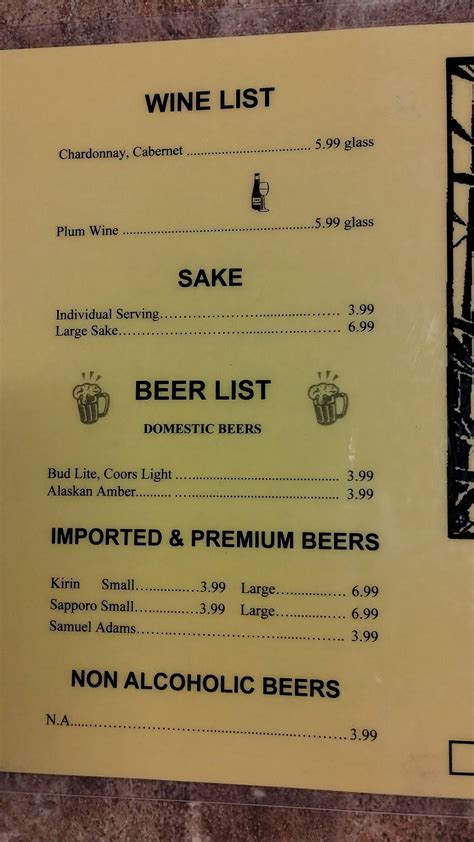 WINE LIST
Chardonnay, Cabernet ............................... 5.99 glass
Plum Wine ...............................................5.99 glass
SAKE
Individual Serving……………………………… 3.99
Large Sake……………………………………… 6.99
BEER LIST
DOMESTIC BEERS
Bud Lite, Coors Light ........................................ 3.99
Alaskan Amber................................................. 3.99
IMPORTED & PREMIUM BEERS
Kirin Small……………3.99 Large…………….. 6.99
Sapporo Small……………3.99 Large…………….. 6.99
Samuel Adams……………………………………….. 3.99
NON ALCOHOLIC BEERS
N.A....……………………………………………… 3.99